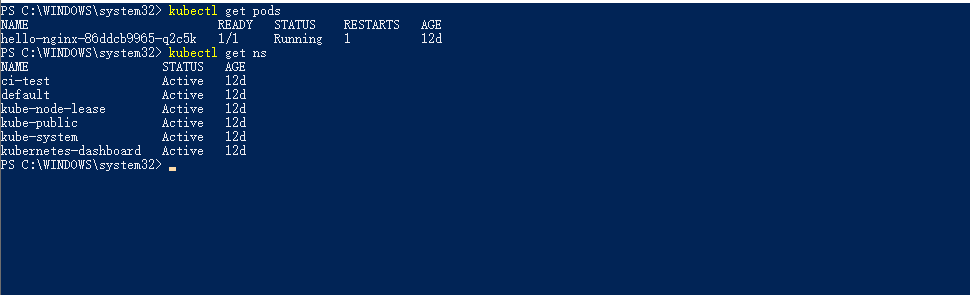 PS C:\WINDOWS\system32> kubectl get pods
NAME                           READY   STATUS    RESTARTS   AGE
hello-nginx-86ddcb9965-q2c5k   1/1     Running   1          12d
PS C:\WINDOWS\system32> kubectl get ns
NAME                   STATUS   AGE
ci-test                Active   12d
default                Active   12d
kube-node-lease        Active   12d
kube-public            Active   12d
kube-system            Active   12d
kubernetes-dashboard   Active   12d
PS C:\WINDOWS\system32>